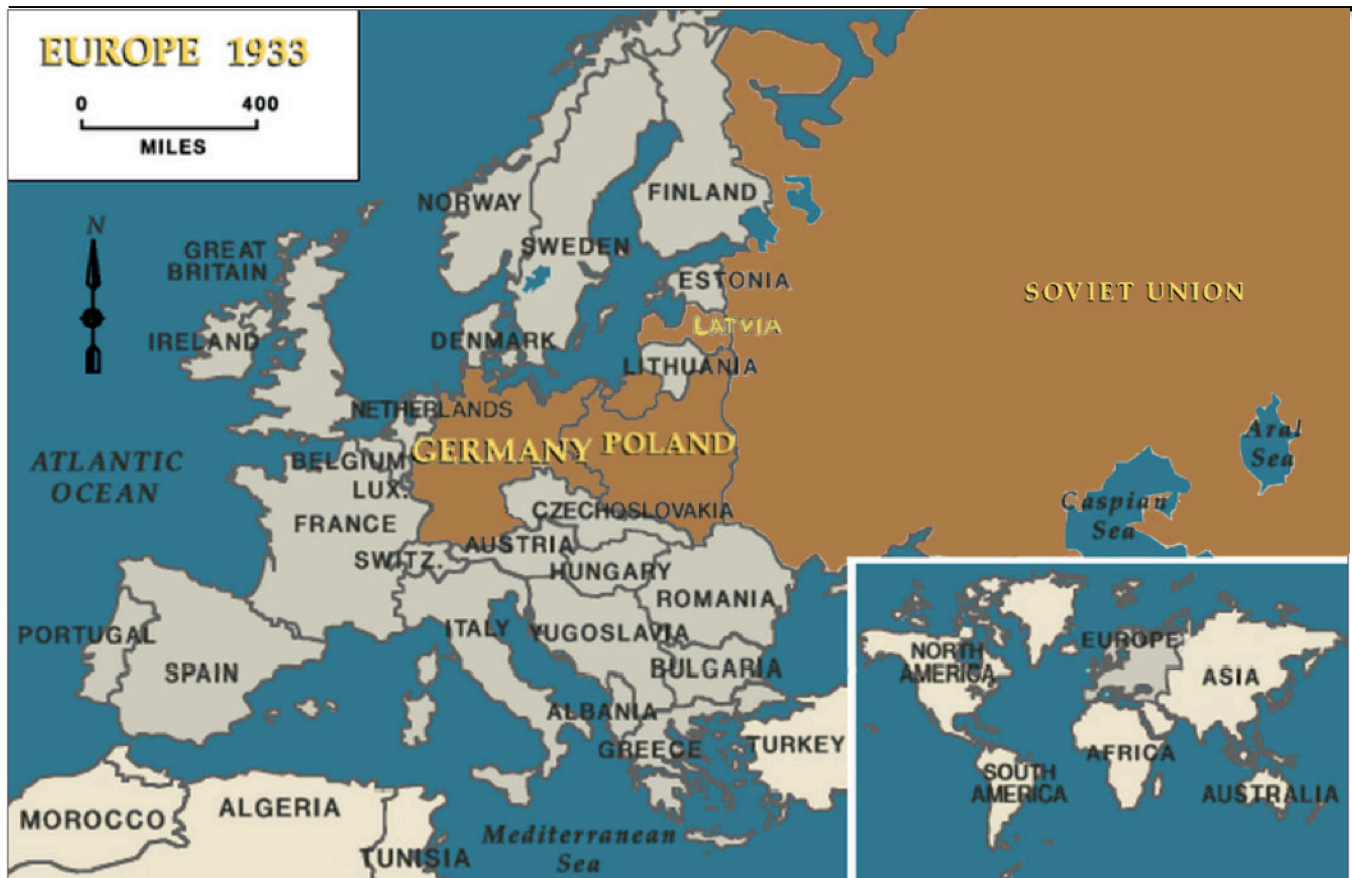 EUROPE 1933
0 400
MILES
N
NORWAY
FINLAND
SWEDEN
GREAT
BRITAIN
ESTONIA
SOVIET UNION
LATVIA
IRELAND
DENMARK
LITHUANIA
NETHERLANDS
GERMANY
POLAND
BELGIUM
LUX.
ATLANTIC
OCEAN
Aral
Sea
Caspian
Sea
CZECHOSLOVAKIA
FRANCE
AUSTRIA
SWITZ.
HUNGARY
ROMANIA
PORTUGAL
ITALY
YUGOSLAVIA
SPAIN
BULGARIA
ALBANIA
GREECE
TURKEY
MOROCCO
ALGERIA
TUNISIA
Mediterranean
Sea
NORTH
AMERICA
EUROPE
ASIA
AFRICA
SOUTH
AMERICA
AUSTRALIA